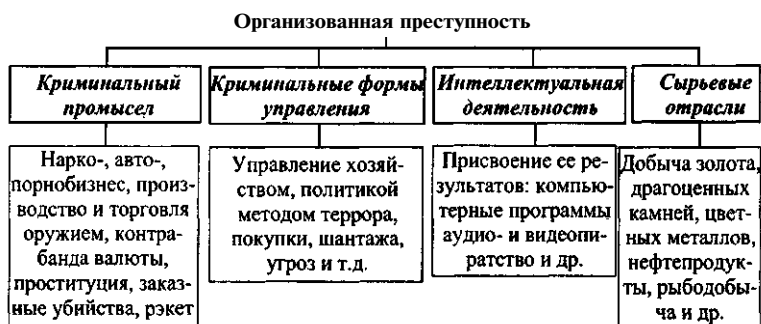 Организованная преступность
Криминальный
промысел
Нарко-, авто-,
порнобизнес, произ-
водство и торговля
оружием, контра-
банда валюты,
проституция, заказ-
ные убийства, рэкет
Криминальные формы
управления
Управление хозяй-
ством, политикой
методом террора,
покупки, шантажа,
угроз и т.д.
Интеллектуальная
деятельность
Присвоение ее ре-
зультатов: компью-
терные программы
аудио- и видеопи-
ратство и др.
Сырьевые
отрасли
Добыча золота,
драгоценных
камней, цвет-
ных металлов,
нефтепродук-
ты, рыбодобы-
ча и др.